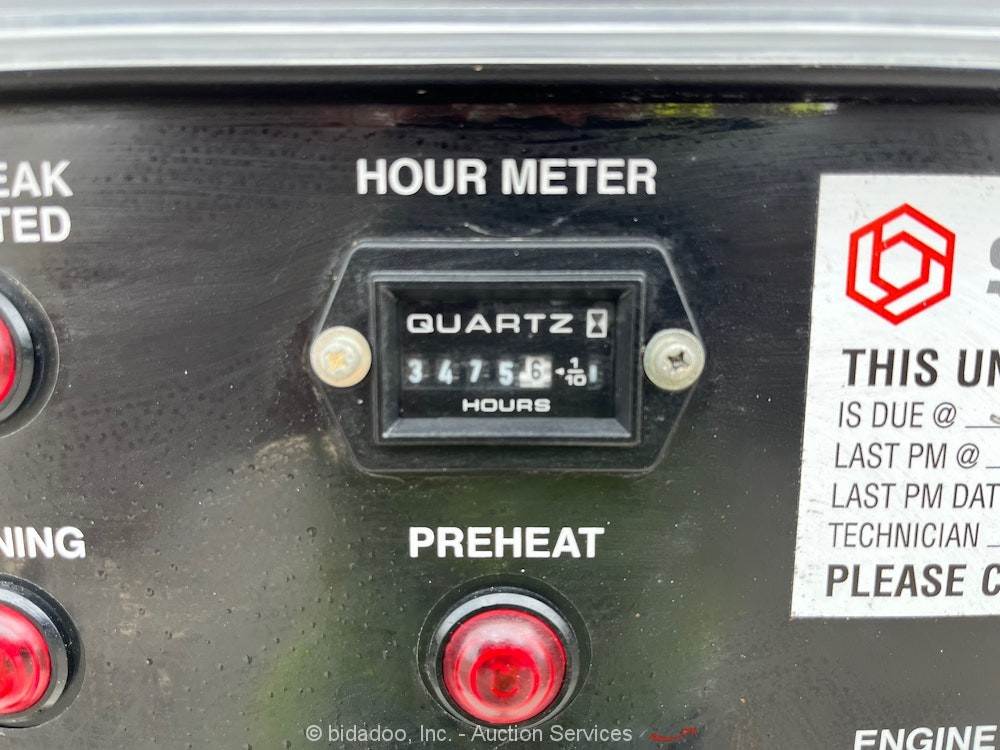 EAK
TED
HOUR METER
QUARTZ
3 4 7 5 6 1/10
HOURS
THIS UN
IS DUE @
LAST PM @
LAST PM DAT
TECHNICIAN
PLEASE C
NING
PREHEAT
ENGINE
© bidadoo, Inc. - Auction Services